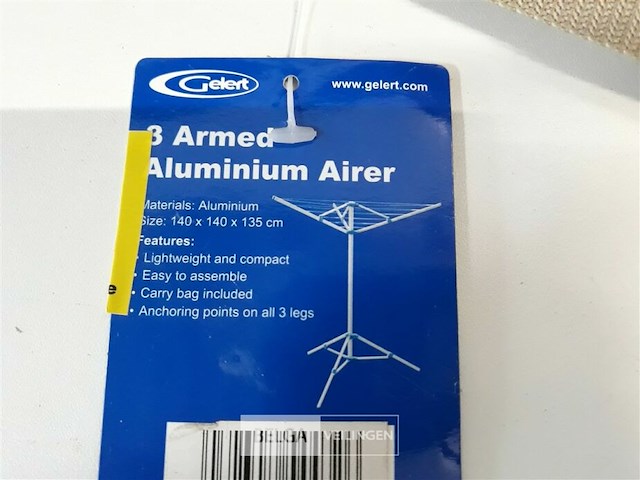 Gelert
www.gelert.com
3 Armed
Aluminium Airer
Materials: Aluminium
Size: 140 x 140 x 135 cm
Features:
• Lightweight and compact
• Easy to assemble
• Carry bag included
• Anchoring points on all 3 legs
e
BELGA VEILINGEN